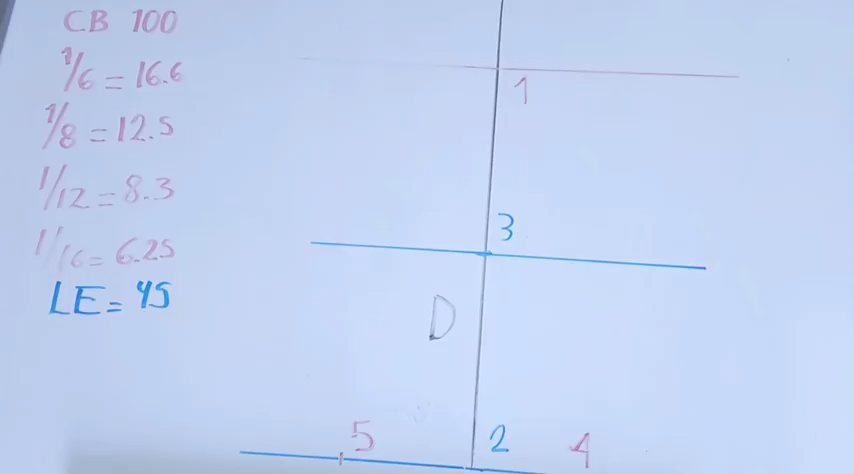 CB 100
1/6 = 16.6
1/8 = 12.5
1/12 = 8.3
1/16 = 6.25
LE = 45
1
3
D
5
2
4